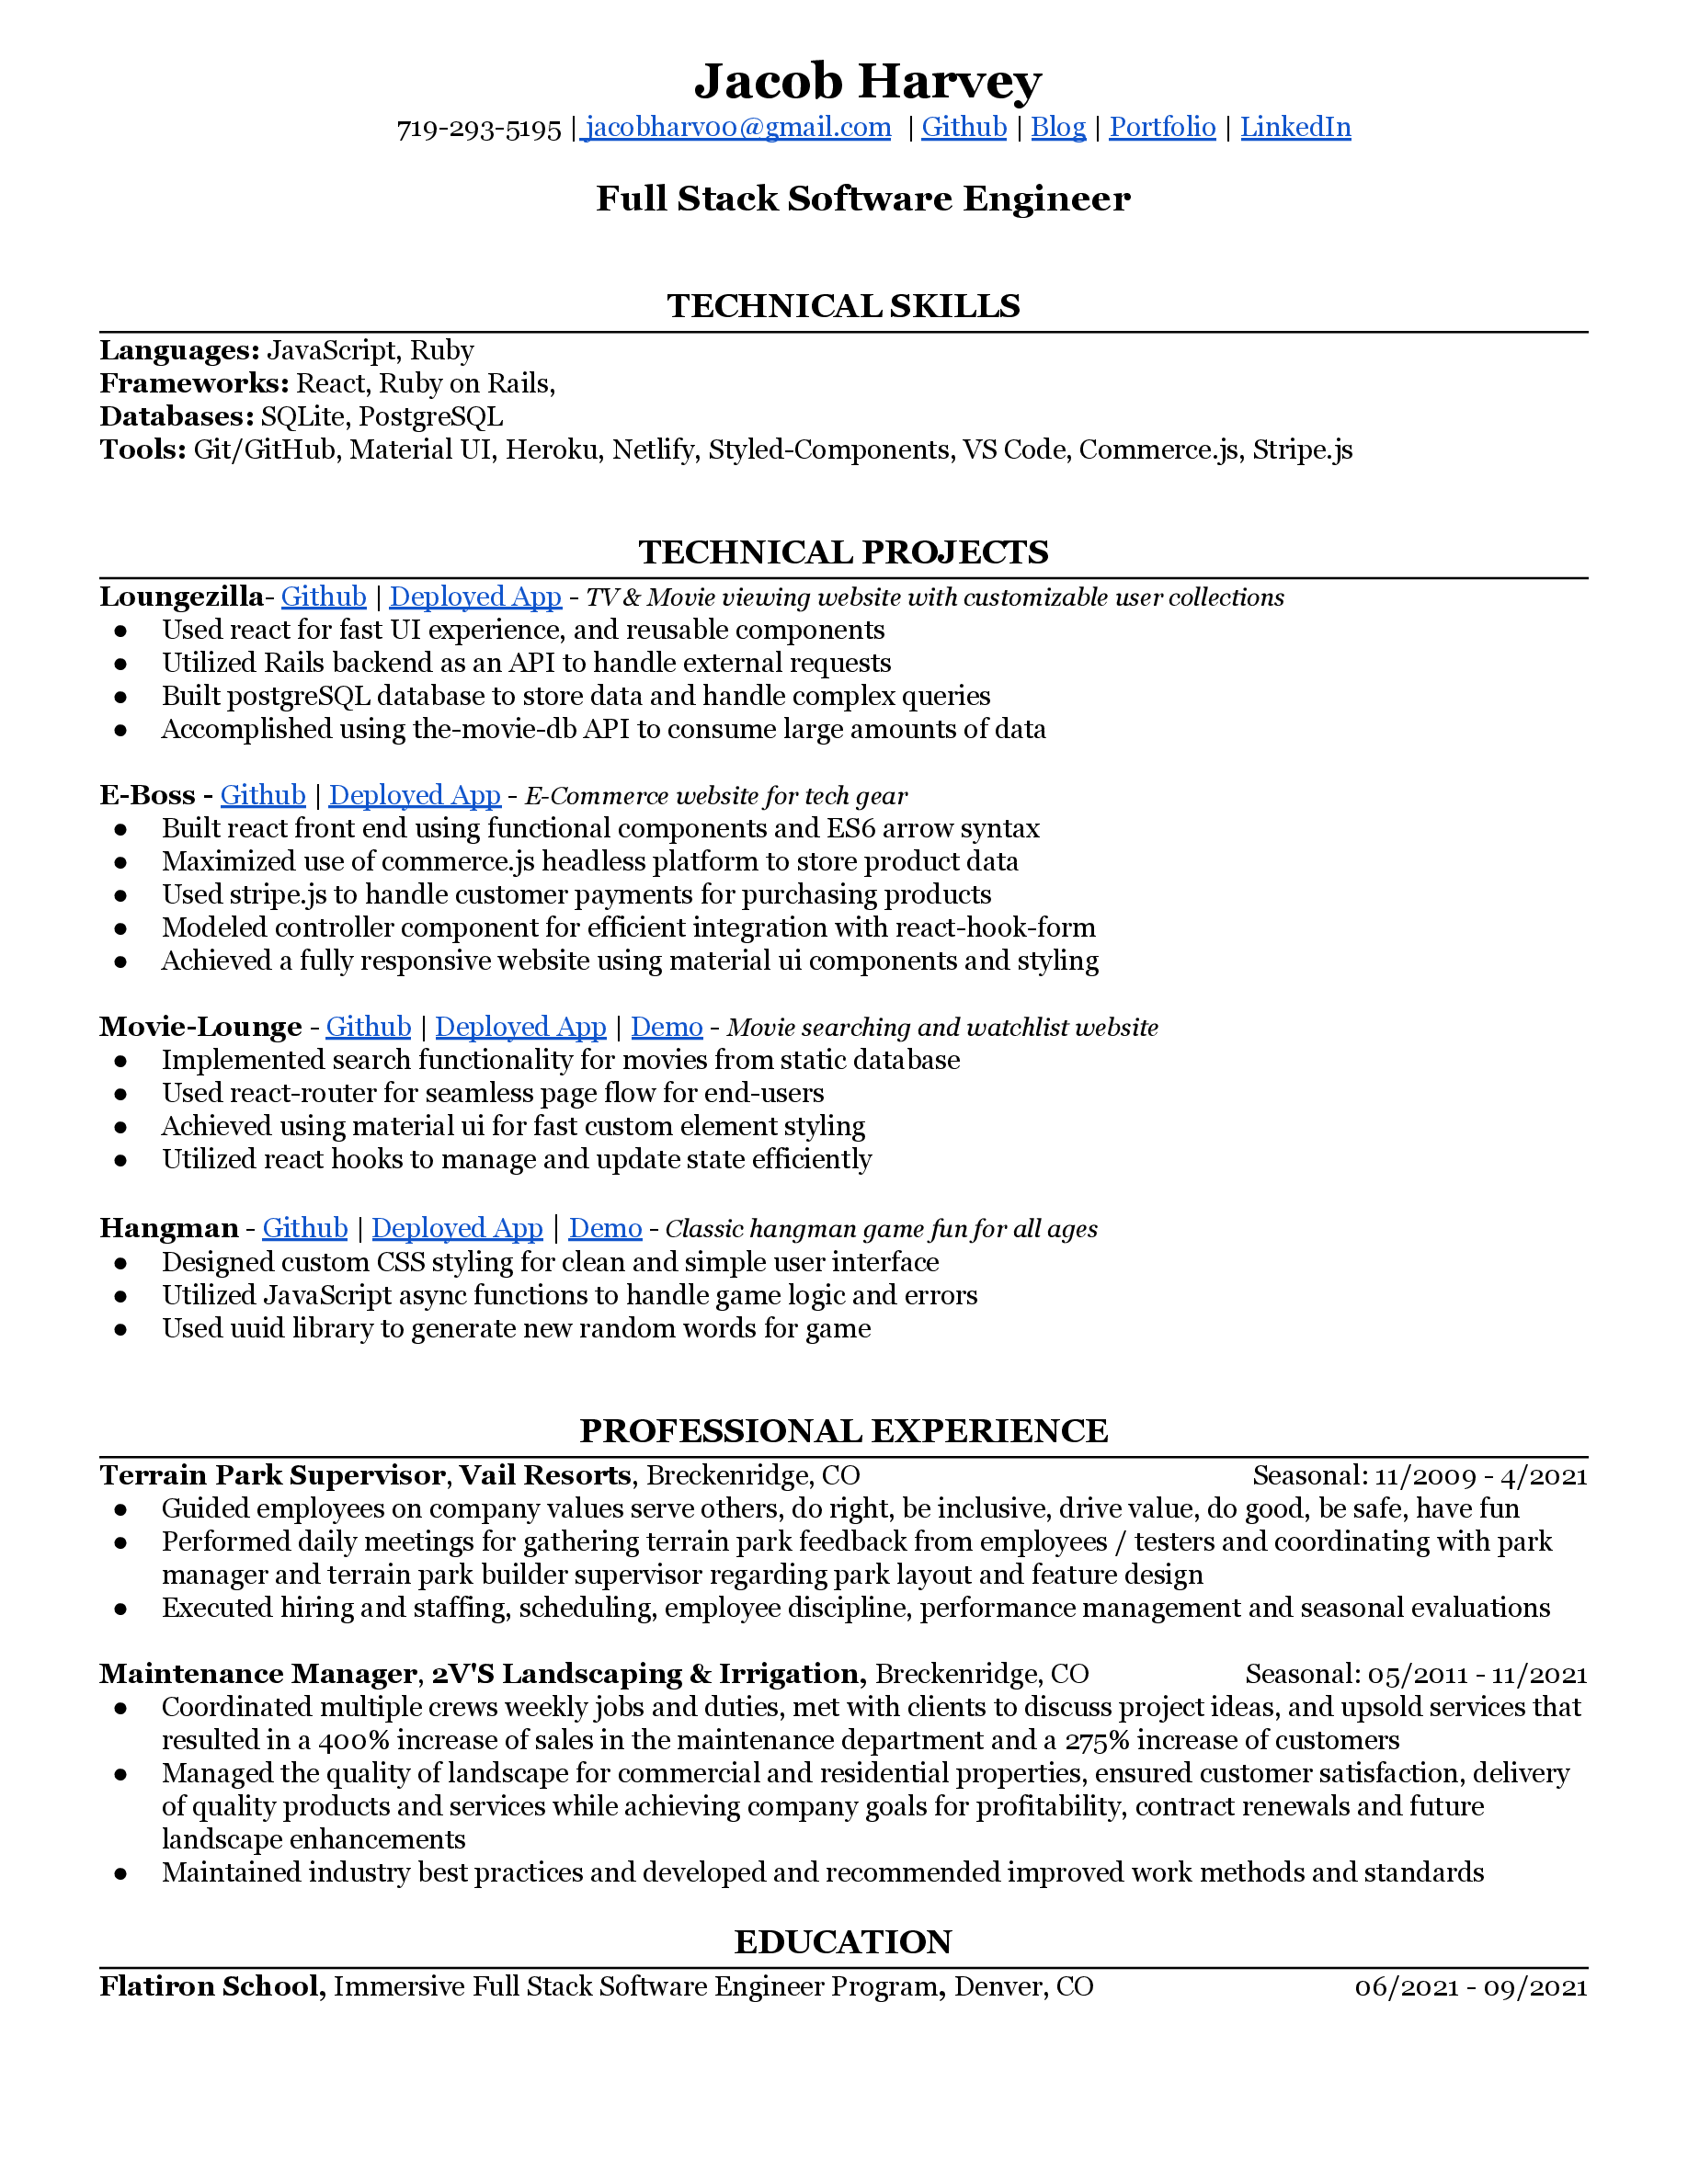 Jacob Harvey
719-293-5195 | jacobharv00@gmail.com | Github | Blog | Portfolio | LinkedIn
Full Stack Software Engineer
TECHNICAL SKILLS
Languages: JavaScript, Ruby
Frameworks: React, Ruby on Rails,
Databases: SQLite, PostgreSQL
Tools: Git/GitHub, Material UI, Heroku, Netlify, Styled-Components, VS Code, Commerce.js, Stripe.js
TECHNICAL PROJECTS
Loungezilla- Github | Deployed App - TV & Movie viewing website with customizable user collections
● Used react for fast UI experience, and reusable components
● Utilized Rails backend as an API to handle external requests
● Built postgreSQL database to store data and handle complex queries
● Accomplished using the-movie-db API to consume large amounts of data
E-Boss - Github | Deployed App - E-Commerce website for tech gear
● Built react front end using functional components and ES6 arrow syntax
● Maximized use of commerce.js headless platform to store product data
● Used stripe.js to handle customer payments for purchasing products
● Modeled controller component for efficient integration with react-hook-form
● Achieved a fully responsive website using material ui components and styling
Movie-Lounge - Github | Deployed App | Demo - Movie searching and watchlist website
● Implemented search functionality for movies from static database
● Used react-router for seamless page flow for end-users
● Achieved using material ui for fast custom element styling
● Utilized react hooks to manage and update state efficiently
Hangman - Github | Deployed App | Demo - Classic hangman game fun for all ages
● Designed custom CSS styling for clean and simple user interface
● Utilized JavaScript async functions to handle game logic and errors
● Used uuid library to generate new random words for game
PROFESSIONAL EXPERIENCE
Terrain Park Supervisor, Vail Resorts, Breckenridge, CO Seasonal: 11/2009 - 4/2021
● Guided employees on company values serve others, do right, be inclusive, drive value, do good, be safe, have fun
● Performed daily meetings for gathering terrain park feedback from employees / testers and coordinating with park
manager and terrain park builder supervisor regarding park layout and feature design
● Executed hiring and staffing, scheduling, employee discipline, performance management and seasonal evaluations
Maintenance Manager, 2V'S Landscaping & Irrigation, Breckenridge, CO Seasonal: 05/2011 - 11/2021
● Coordinated multiple crews weekly jobs and duties, met with clients to discuss project ideas, and upsold services that
resulted in a 400% increase of sales in the maintenance department and a 275% increase of customers
● Managed the quality of landscape for commercial and residential properties, ensured customer satisfaction, delivery
of quality products and services while achieving company goals for profitability, contract renewals and future
landscape enhancements
● Maintained industry best practices and developed and recommended improved work methods and standards
EDUCATION
Flatiron School, Immersive Full Stack Software Engineer Program, Denver, CO 06/2021 - 09/2021